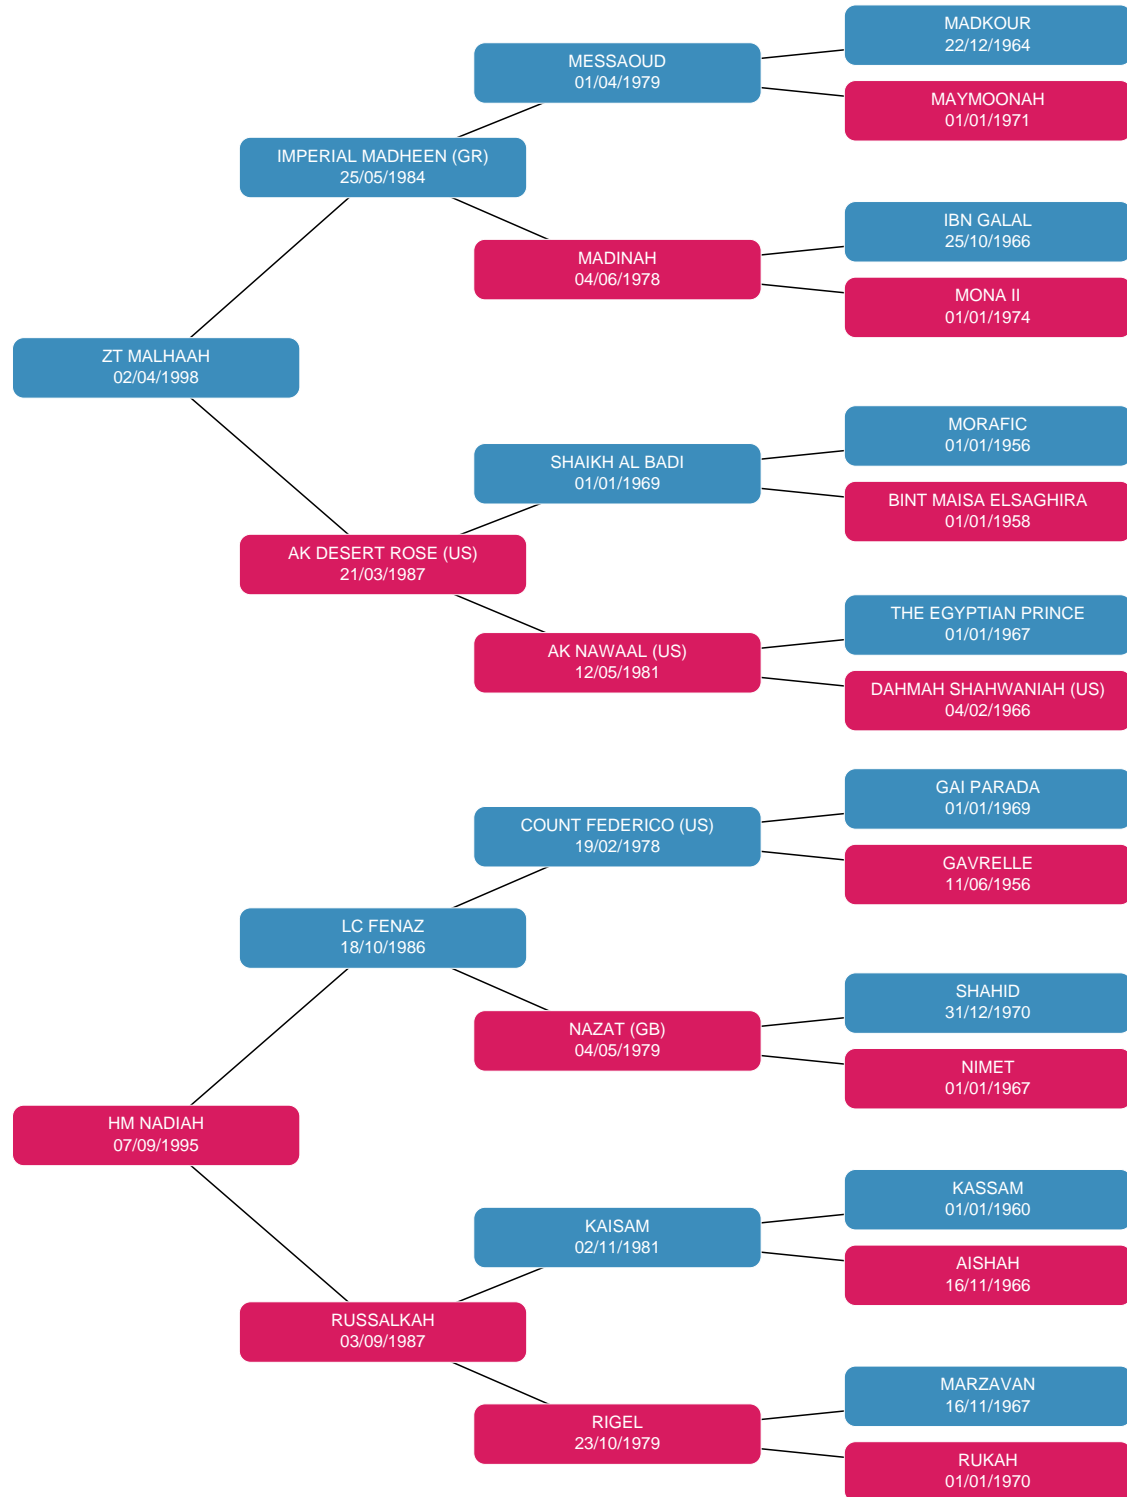 MADKOUR
22/12/1964
MESSAOUD
01/04/1979
MAYMOONAH
01/01/1971
IMPERIAL MADHEEN (GR)
25/05/1984
IBN GALAL
25/10/1966
MADINAH
04/06/1978
MONA II
01/01/1974
ZT MALHAAH
02/04/1998
MORAFIC
01/01/1956
SHAIKH AL BADI
01/01/1969
BINT MAISA ELSAGHIRA
01/01/1958
AK DESERT ROSE (US)
21/03/1987
THE EGYPTIAN PRINCE
01/01/1967
AK NAWAAL (US)
12/05/1981
DAHMAH SHAHWANIAH (US)
04/02/1966
GAI PARADA
01/01/1969
COUNT FEDERICO (US)
19/02/1978
GAVRELLE
11/06/1956
LC FENAZ
18/10/1986
SHAHID
31/12/1970
NAZAT (GB)
04/05/1979
NIMET
01/01/1967
HM NADIAH
07/09/1995
KASSAM
01/01/1960
KAISAM
02/11/1981
AISHAH
16/11/1966
RUSSALKAH
03/09/1987
MARZAVAN
16/11/1967
RIGEL
23/10/1979
RUKAH
01/01/1970